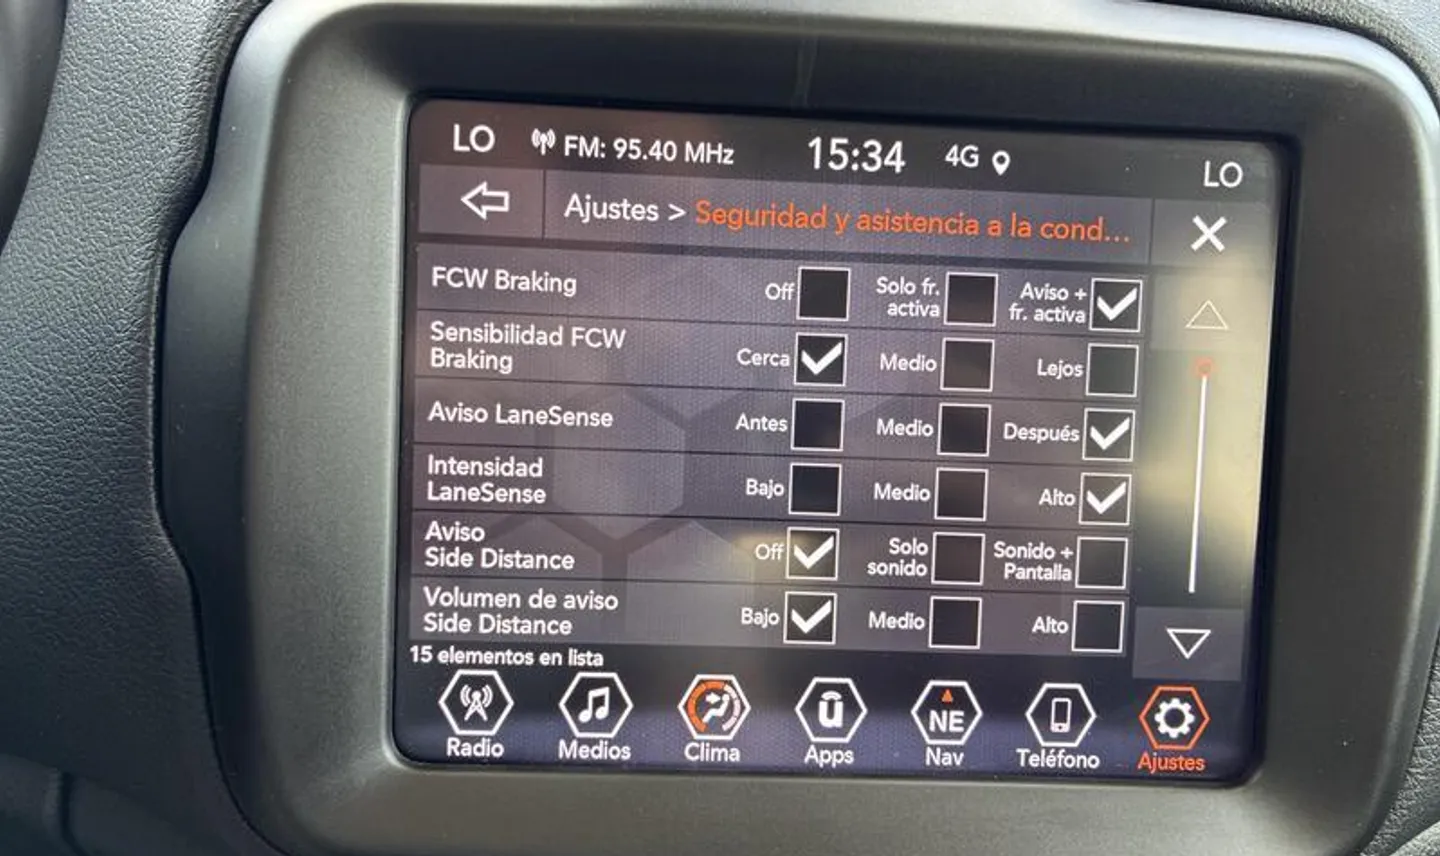 LO FM: 95.40 MHz 15:34 4G LO
Ajustes > Seguridad y asistencia a la cond...
FCW Braking
Off
Solo fr.
activa
Aviso +
fr. activa
Sensibilidad FCW
Braking
Cerca
Medio
Lejos
Aviso LaneSense
Antes
Medio
Después
Intensidad
LaneSense
Bajo
Medio
Alto
Aviso
Side Distance
Off
Solo
sonido
Sonido +
Pantalla
Volumen de aviso
Side Distance
Bajo
Medio
Alto
15 elementos en lista
Radio
Medios
Clima
ū
Apps
NE
Nav
Teléfono
Ajustes